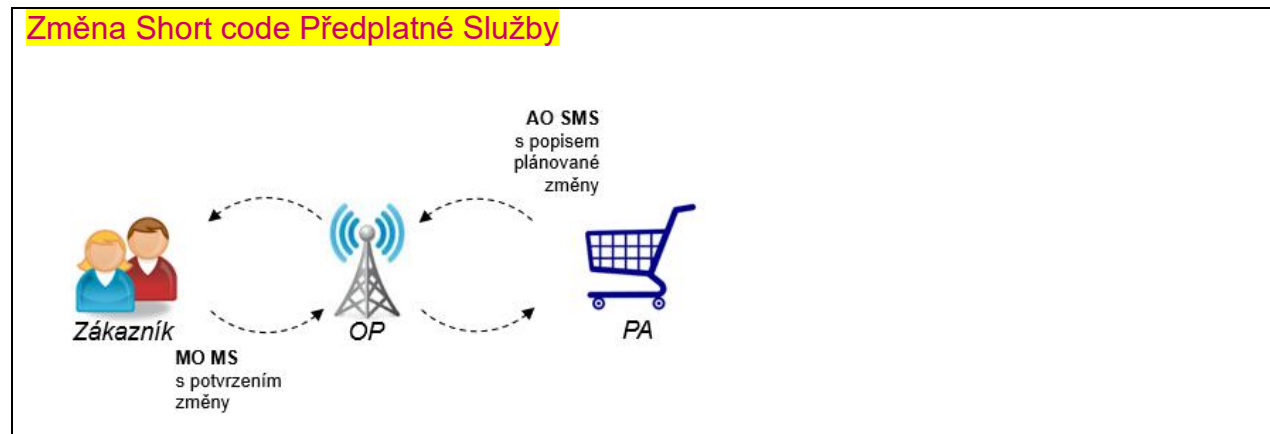 Změna Short code Předplatné Služby
AO SMS
s popisem
plánované
změny
Zákazník
OP
PA
MO MS
s potvrzením
změny